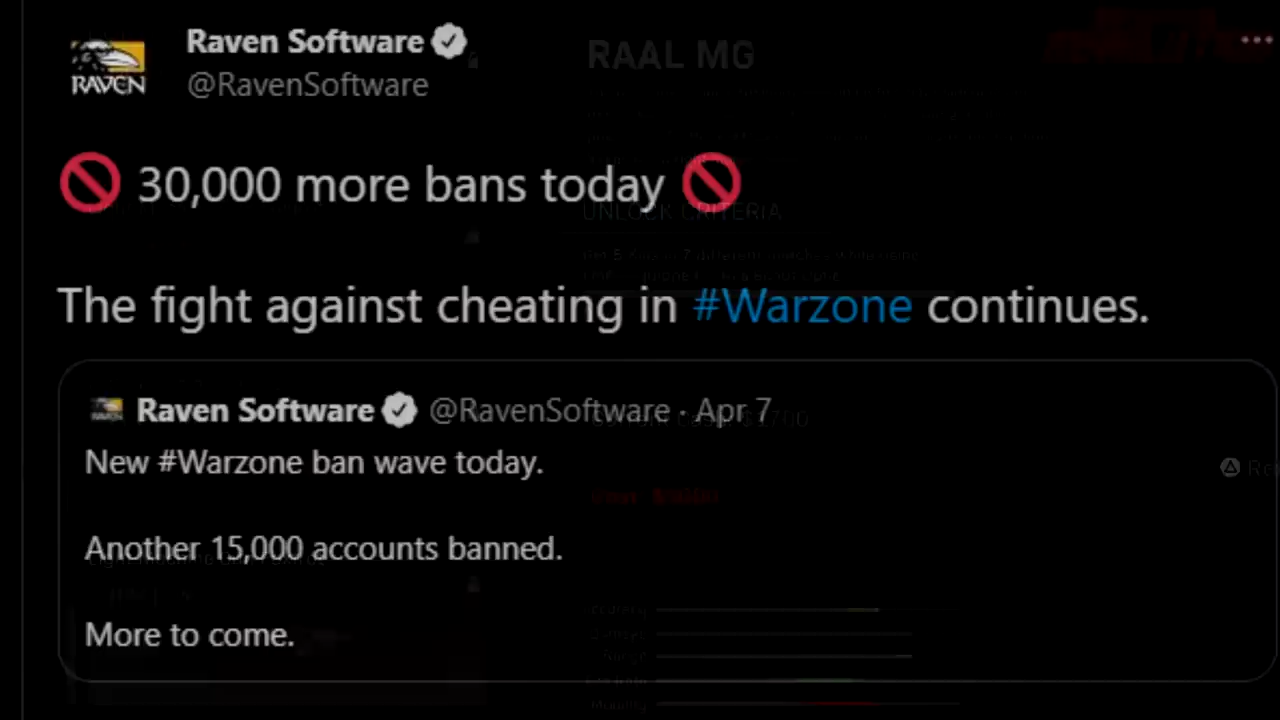 Raven Software
RAVEN
@RavenSoftware
RAAL MG
🚫 30,000 more bans today 🚫
UNLOCK CRITERIA
The fight against cheating in #Warzone continues.
Raven Software @RavenSoftware · Apr 7
New #Warzone ban wave today.
Another 15,000 accounts banned.
More to come.